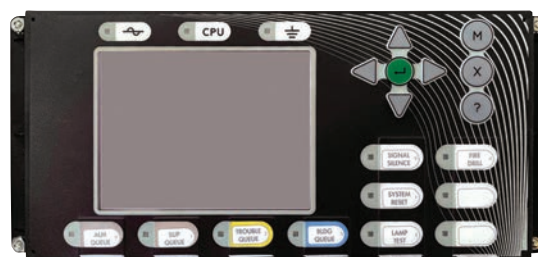 CPU
M
X
?
SIGNAL
SILENCE
FIRE
DRILL
SYSTEM
RESET
ALM
QUEUE
SUP
QUEUE
TROUBLE
QUEUE
BLDG
QUEUE
LAMP
TEST